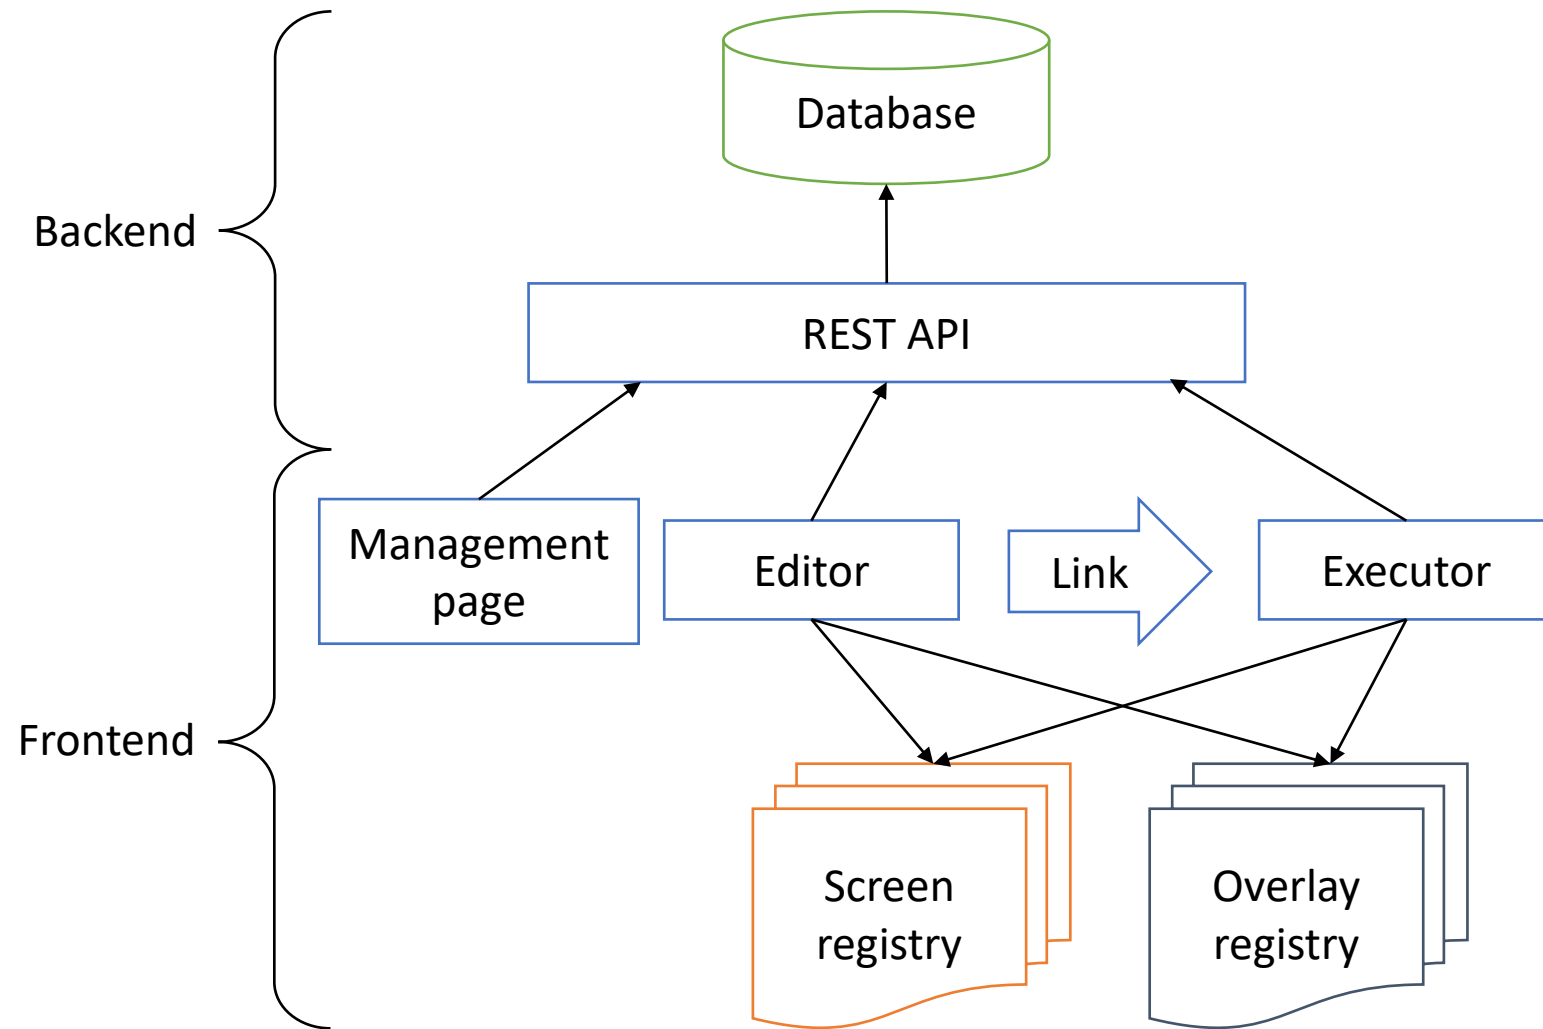 Database
Backend
REST API
Management
page
Editor
Link
Executor
Frontend
Screen
registry
Overlay
registry